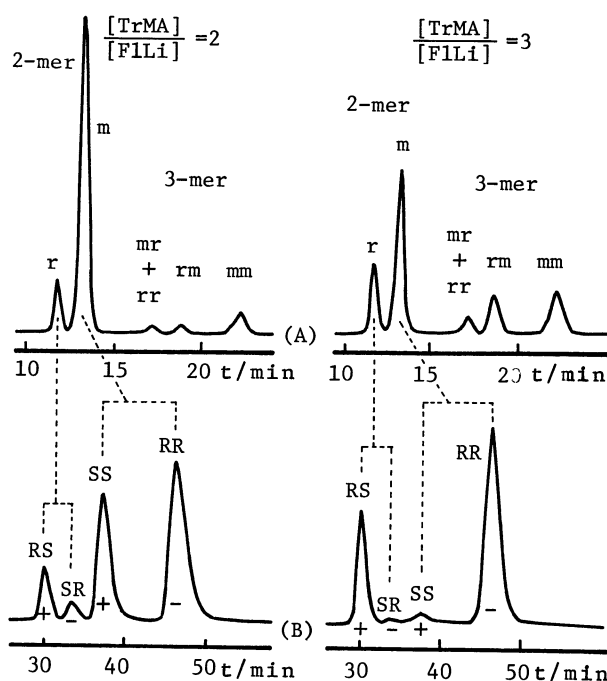 [TrMA]
[FlLi] =2
2-mer
m
3-mer
r
mr
+
rr
rm
mm
10 15 20 t/min
[TrMA]
[FlLi] =3
2-mer
m
3-mer
r
mr
+
rr
rm
mm
10 15 20 t/min
(A)
RS
SR
SS
RR
+ - + -
30 40 50 t/min
RS
SR
SS
RR
+ - + -
30 40 50 t/min
(B)